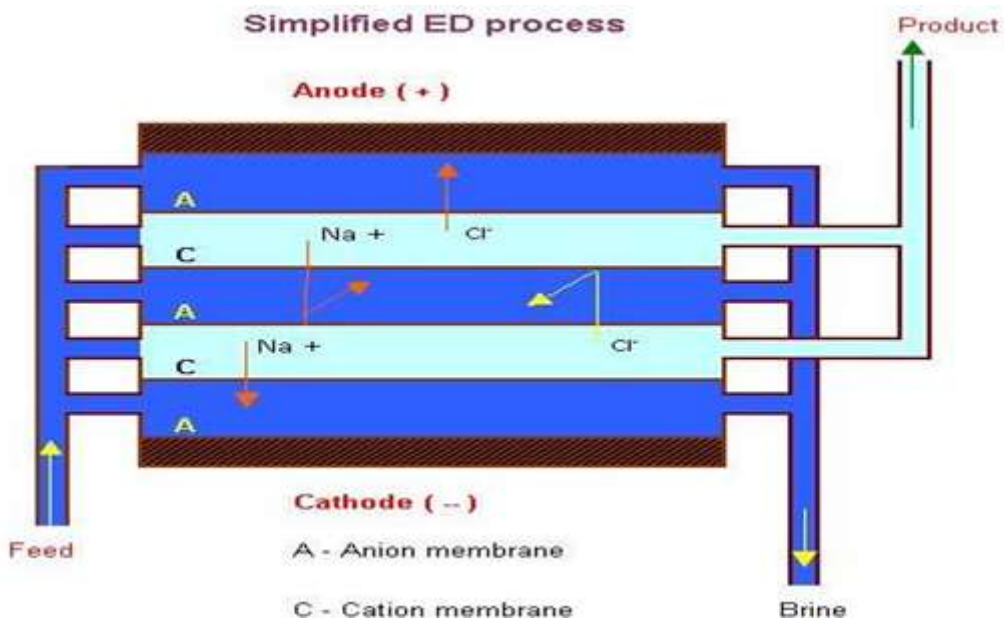 Simplified ED process
Product
Anode ( + )
A
Na + Cl-
C
A
Na + Cl-
C
A
Cathode ( -- )
Feed
A - Anion membrane
C - Cation membrane
Brine